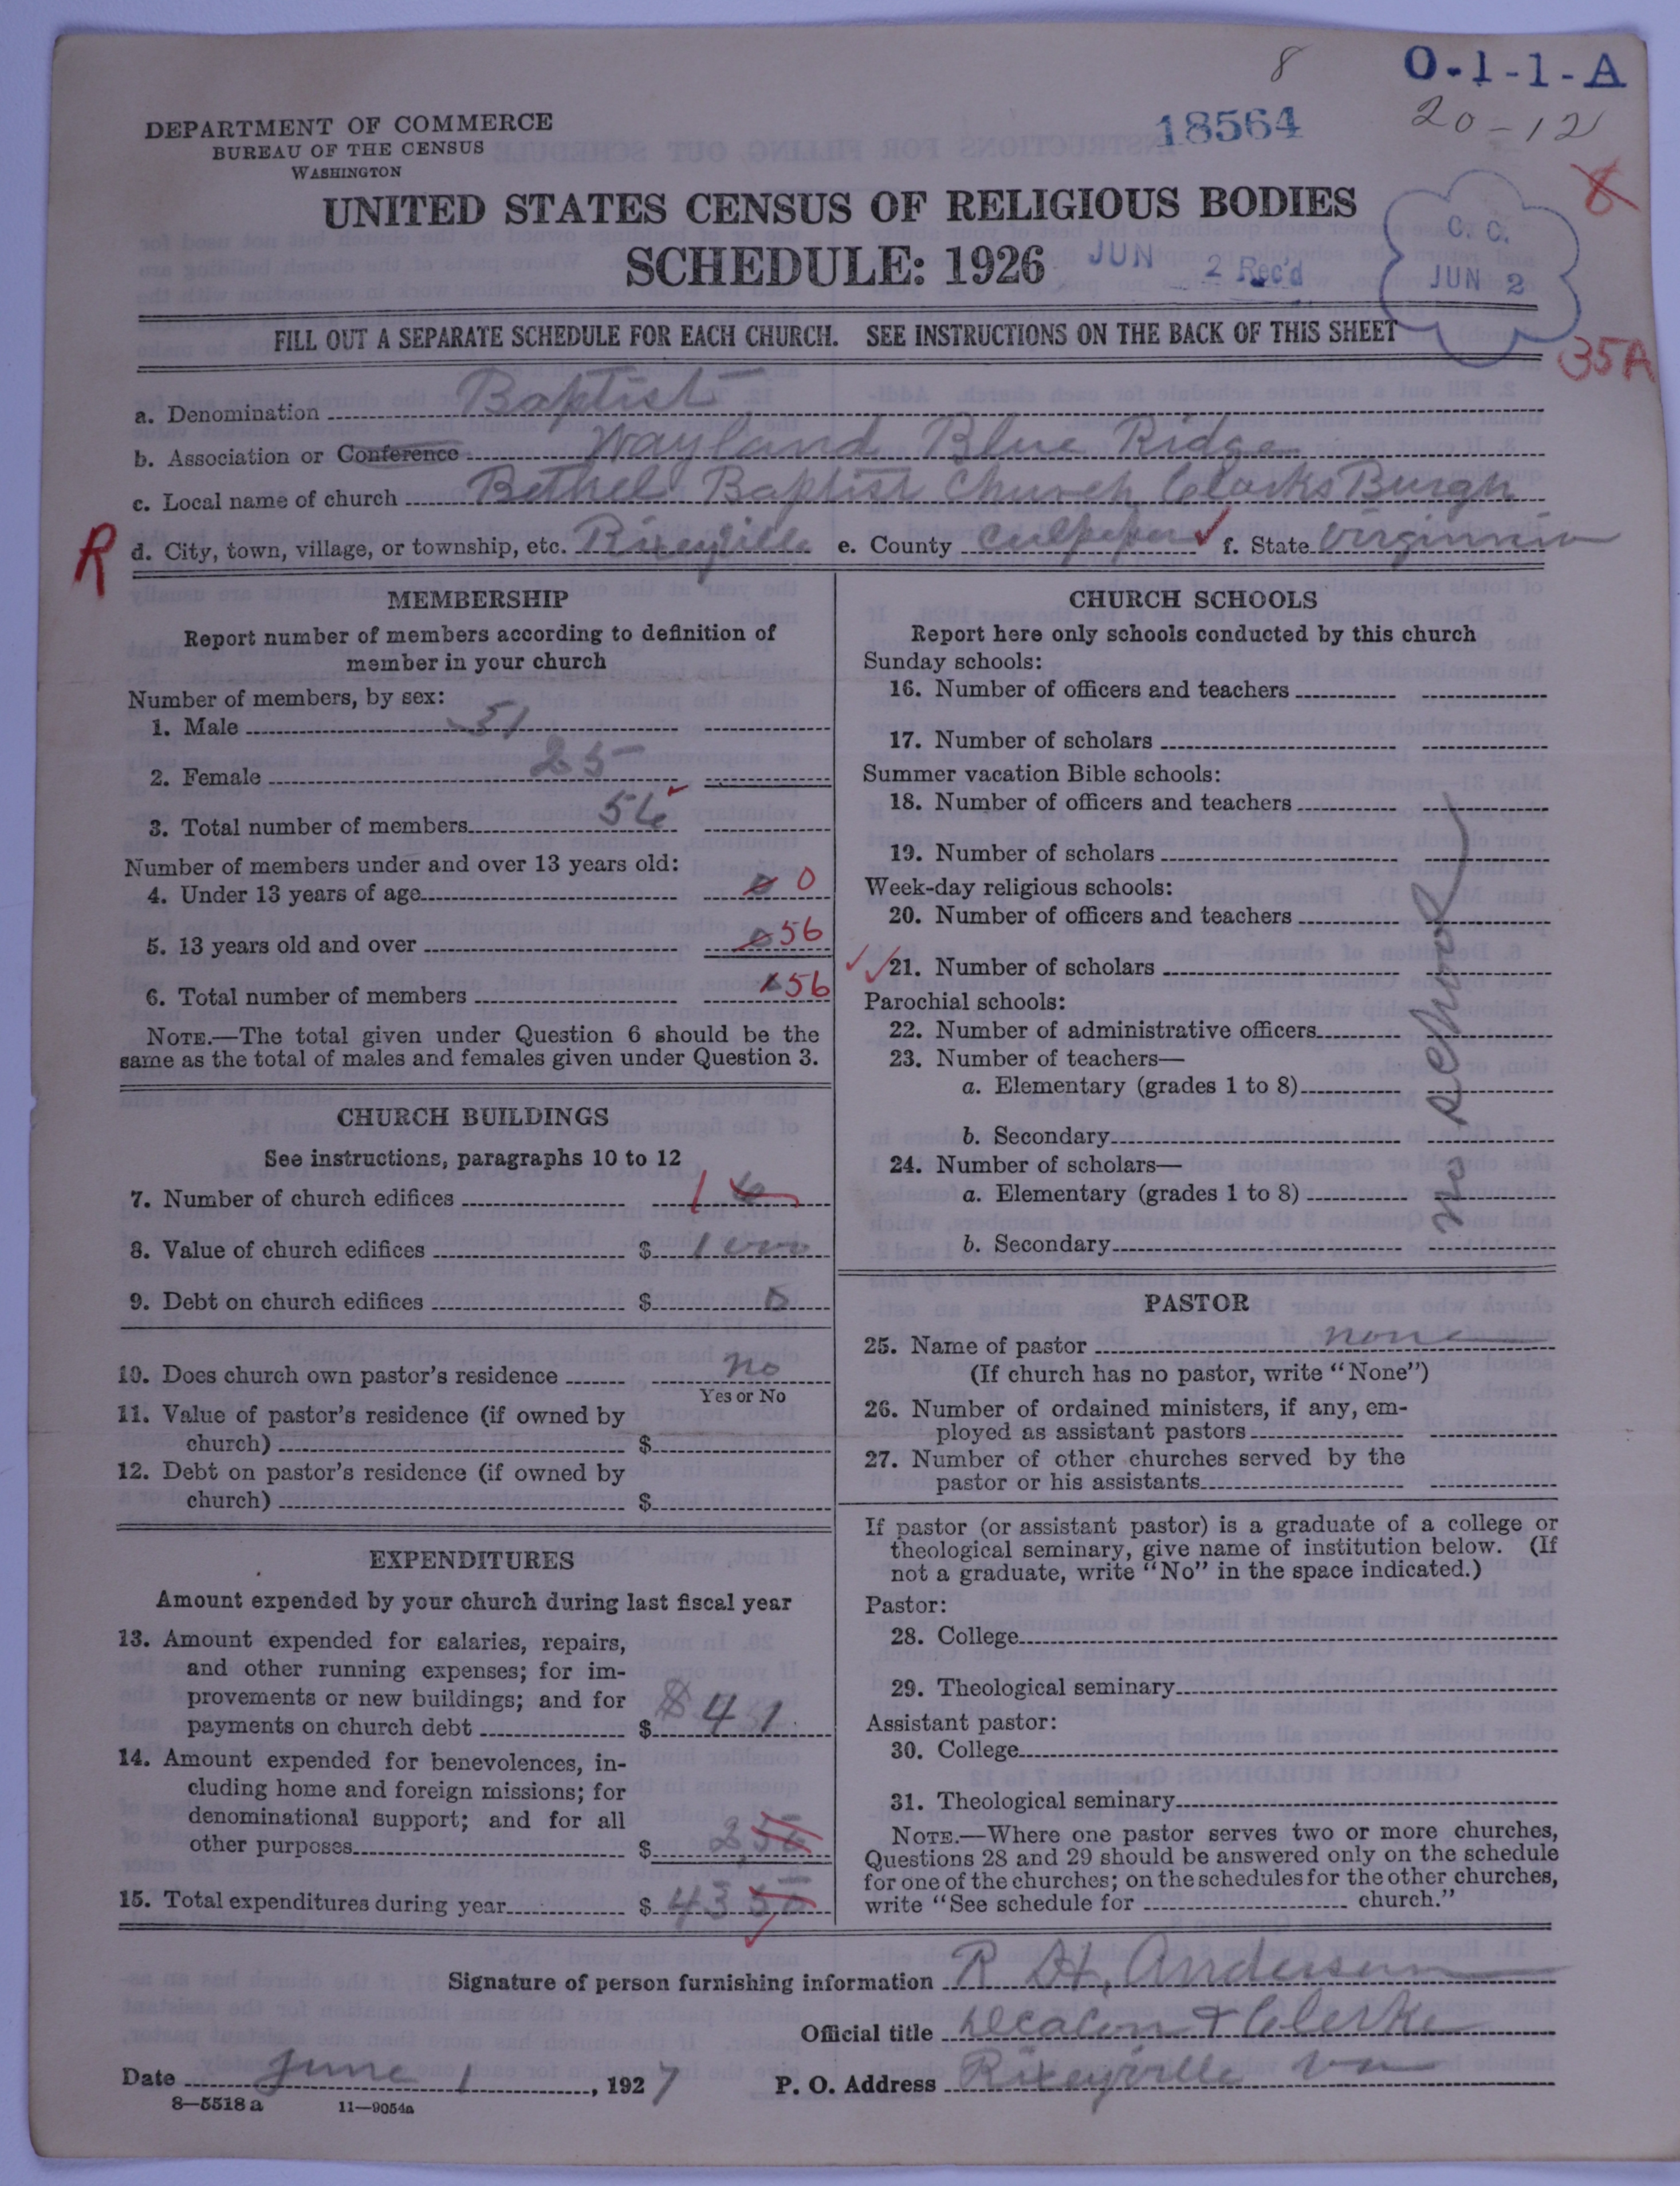 8
O-1-1-A
20-12
18564
DEPARTMENT OF COMMERCE
BUREAU OF THE CENSUS
WASHINGTON
8
UNITED STATES CENSUS OF RELIGIOUS BODIES
SCHEDULE: 1926
JUN 2 Rec'd
C. C.
JUN 2
FILL OUT A SEPARATE SCHEDULE FOR EACH CHURCH. SEE INSTRUCTIONS ON THE BACK OF THIS SHEET
35A
a. Denomination Baptist
b. Association or Conference Wayland Blue Ridge
c. Local name of church Bethel Baptist Church Clarks Burgh
R
d. City, town, village, or township, etc. Rixeyville e. County Culpeper f. State Virginnia
MEMBERSHIP
Report number of members according to definition of
member in your church
Number of members, by sex:
1. Male 31
2. Female 25
3. Total number of members 56
Number of members under and over 13 years old:
4. Under 13 years of age 0 0
5. 13 years old and over 0 56
6. Total number of members 56
NOTE.—The total given under Question 6 should be the
same as the total of males and females given under Question 3.
CHURCH BUILDINGS
See instructions, paragraphs 10 to 12
7. Number of church edifices 1
8. Value of church edifices $ 1000
9. Debt on church edifices $ 0
10. Does church own pastor's residence no
Yes or No
11. Value of pastor's residence (if owned by
church) $
12. Debt on pastor's residence (if owned by
church) $
EXPENDITURES
Amount expended by your church during last fiscal year
13. Amount expended for salaries, repairs,
and other running expenses; for im-
provements or new buildings; and for
payments on church debt $ $ 41
14. Amount expended for benevolences, in-
cluding home and foreign missions; for
denominational support; and for all
other purposes $ 2,50
15. Total expenditures during year $ 43 50
CHURCH SCHOOLS
Report here only schools conducted by this church
Sunday schools:
16. Number of officers and teachers
17. Number of scholars
Summer vacation Bible schools:
18. Number of officers and teachers
19. Number of scholars
Week-day religious schools:
20. Number of officers and teachers
21. Number of scholars
Parochial schools:
22. Number of administrative officers
23. Number of teachers—
a. Elementary (grades 1 to 8)
b. Secondary
24. Number of scholars—
a. Elementary (grades 1 to 8)
b. Secondary
no school
PASTOR
25. Name of pastor none
(If church has no pastor, write "None")
26. Number of ordained ministers, if any, em-
ployed as assistant pastors
27. Number of other churches served by the
pastor or his assistants
If pastor (or assistant pastor) is a graduate of a college or
theological seminary, give name of institution below. (If
not a graduate, write "No" in the space indicated.)
Pastor:
28. College
29. Theological seminary
Assistant pastor:
30. College
31. Theological seminary
NOTE.—Where one pastor serves two or more churches,
Questions 28 and 29 should be answered only on the schedule
for one of the churches; on the schedules for the other churches,
write "See schedule for church."
Signature of person furnishing information R H, Anderson
Official title Deacon & Clerke
Date June 1, 1927 P. O. Address Rixeyville Va
8—5518 a 11—9054a